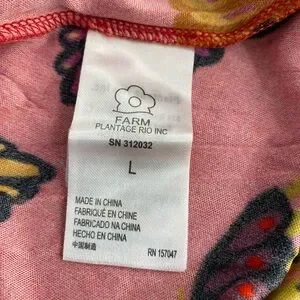 FARM
PLANTAGE RIO INC
SN 312032
L
MADE IN CHINA
FABRIQUÉ EN CHINE
FABRICADO NA CHINA
HECHO EN CHINA
中国制造
RN 157047